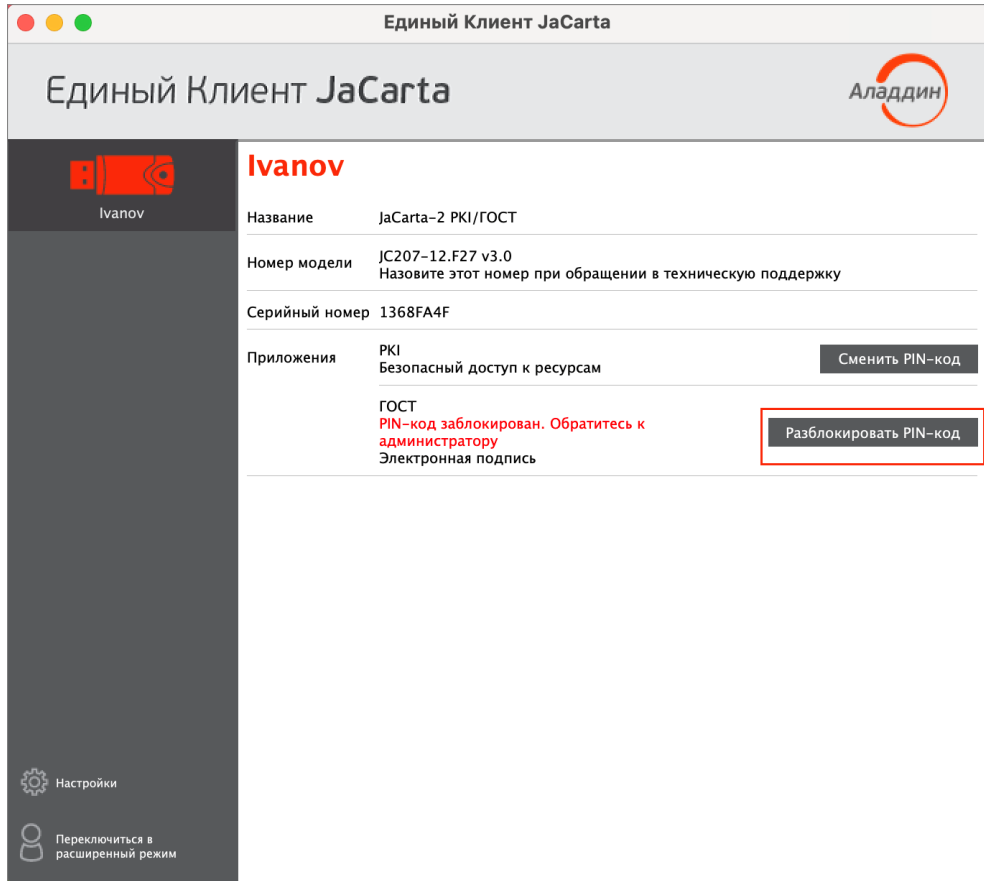 Единый Клиент JaCarta
Единый Клиент JaCarta
Аладдин
Ivanov
Ivanov
Название
JaCarta-2 PKI/ГОСТ
Номер модели
JC207-12.F27 v3.0
Назовите этот номер при обращении в техническую поддержку
Серийный номер
1368FA4F
Приложения
PKI
Безопасный доступ к ресурсам
Сменить PIN-код
ГОСТ
PIN-код заблокирован. Обратитесь к
администратору
Электронная подпись
Разблокировать PIN-код
Настройки
Переключиться в
расширенный режим